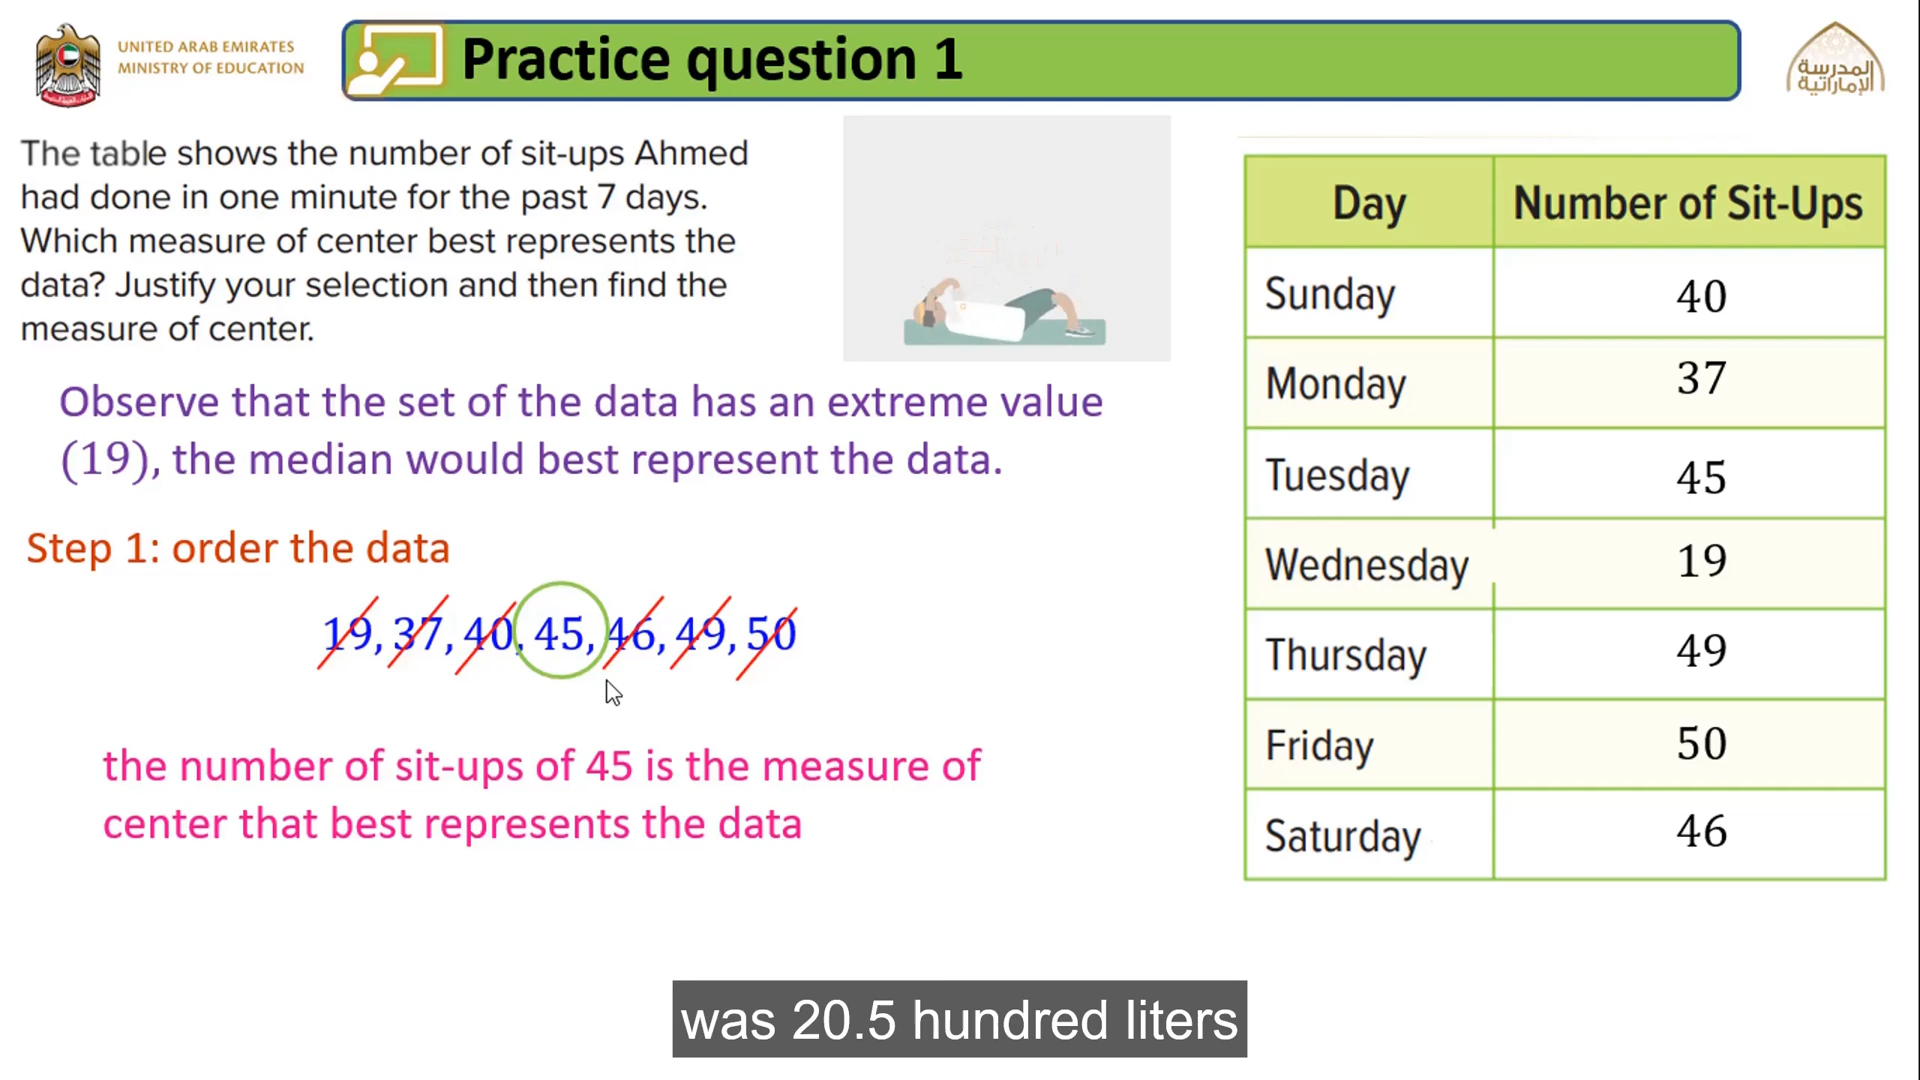 UNITED ARAB EMIRATES
MINISTRY OF EDUCATION
Practice question 1
المدرسة
الإماراتية
The table shows the number of sit-ups Ahmed
had done in one minute for the past 7 days.
Which measure of center best represents the
data? Justify your selection and then find the
measure of center.
Observe that the set of the data has an extreme value
(19), the median would best represent the data.
Step 1: order the data
19, 37, 40, 45, 46, 49, 50
the number of sit-ups of 45 is the measure of
center that best represents the data
Day Number of Sit-Ups
Sunday 40
Monday 37
Tuesday 45
Wednesday 19
Thursday 49
Friday 50
Saturday 46
was 20.5 hundred liters